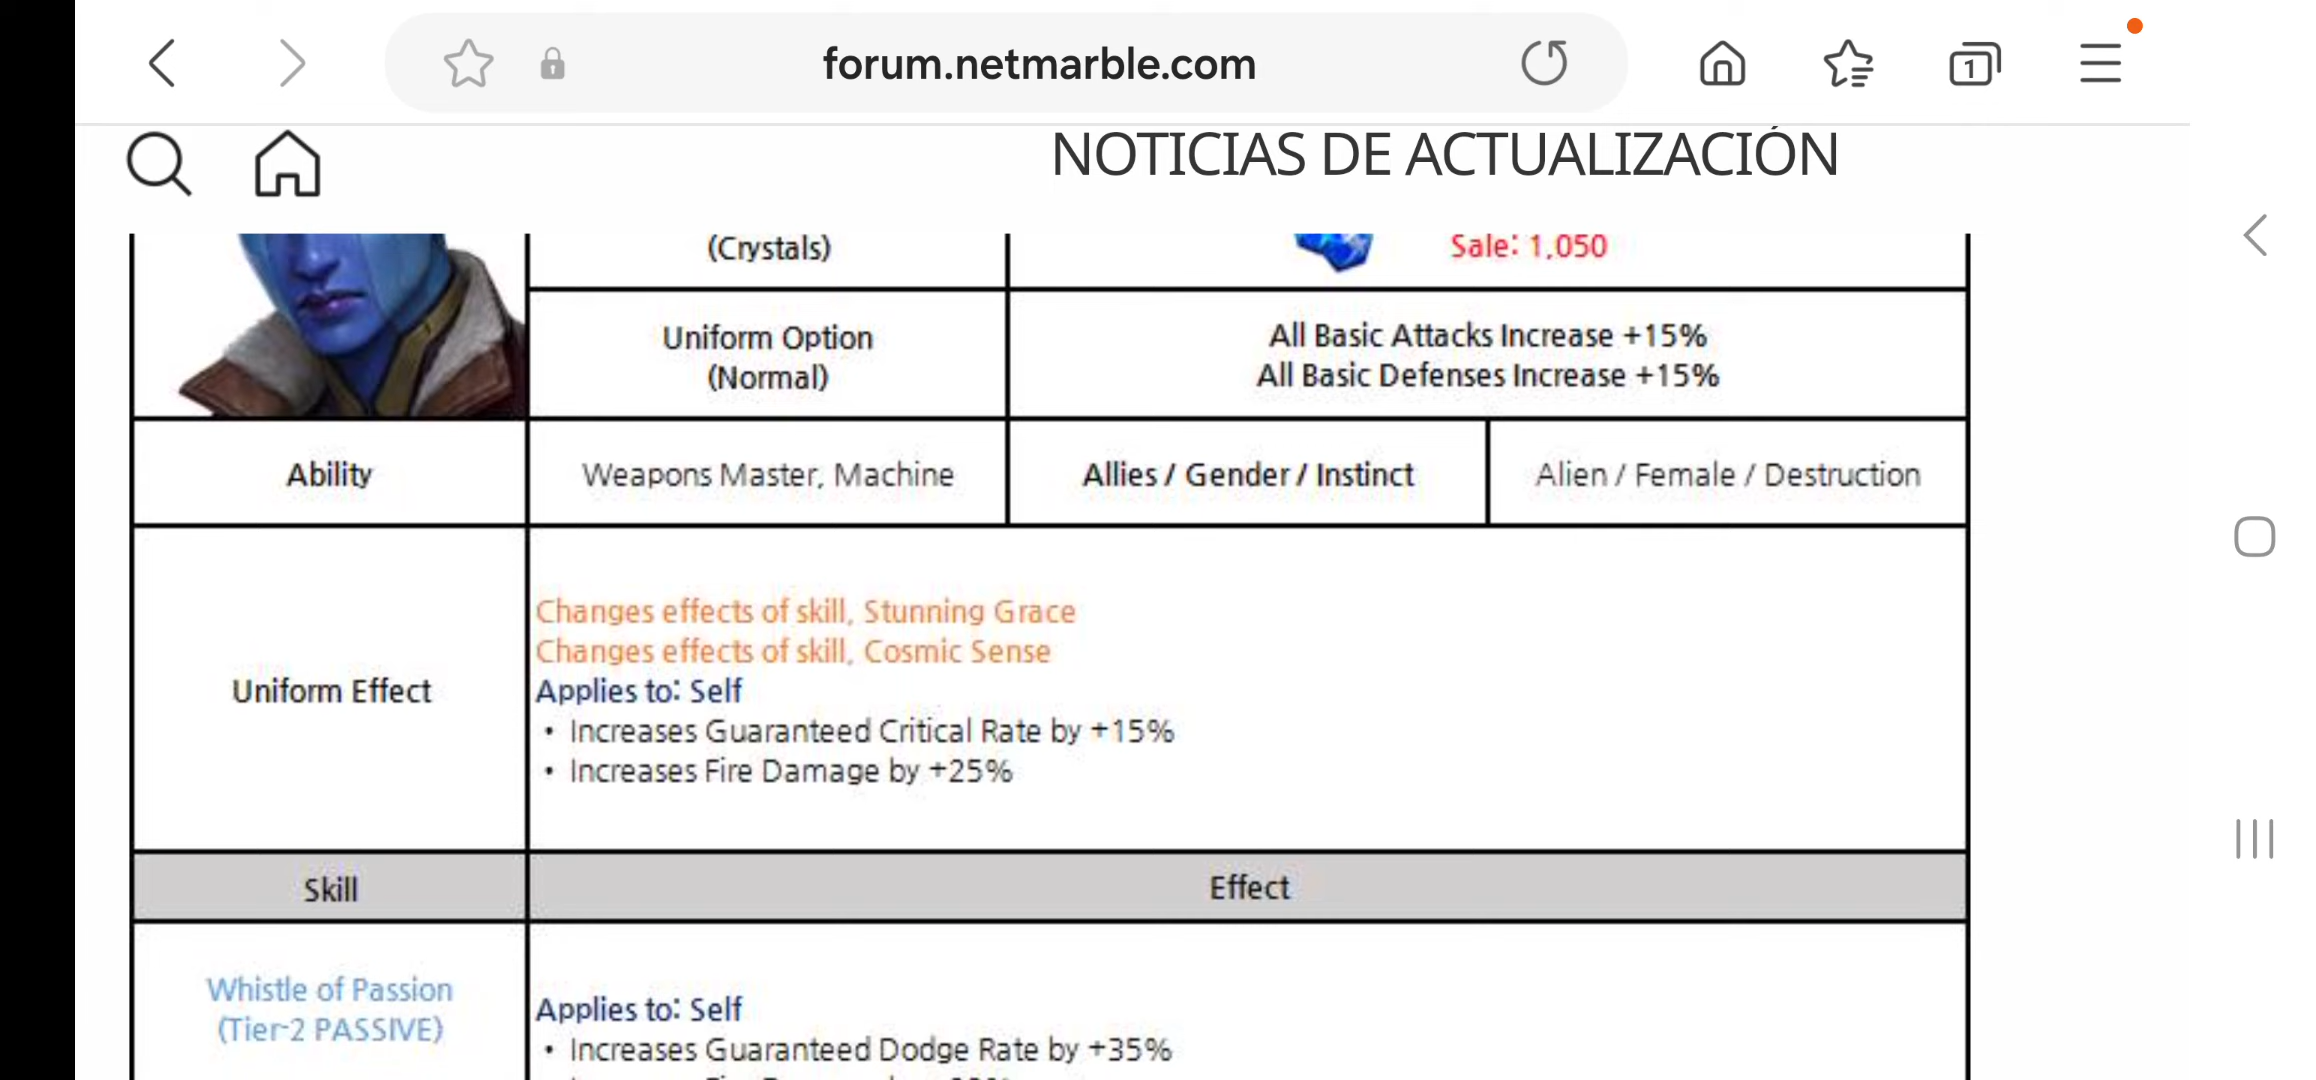 forum.netmarble.com
1
NOTICIAS DE ACTUALIZACIÓN
(Crystals)
Sale: 1,050
Uniform Option
(Normal)
All Basic Attacks Increase +15%
All Basic Defenses Increase +15%
Ability
Weapons Master, Machine
Allies / Gender / Instinct
Alien / Female / Destruction
Uniform Effect
Changes effects of skill, Stunning Grace
Changes effects of skill, Cosmic Sense
Applies to: Self
• Increases Guaranteed Critical Rate by +15%
• Increases Fire Damage by +25%
Skill
Effect
Whistle of Passion
(Tier-2 PASSIVE)
Applies to: Self
• Increases Guaranteed Dodge Rate by +35%